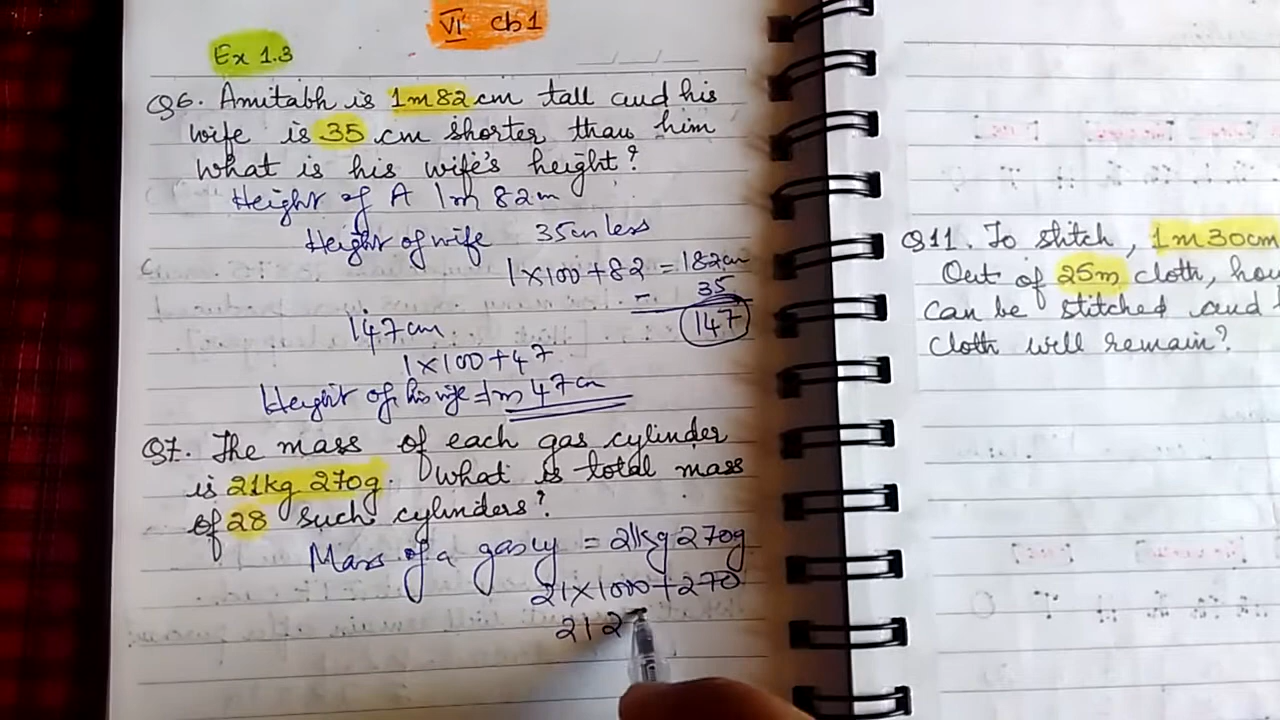 VI cb1
Ex 1.3
Q6. Amitabh is 1m 82 cm tall and his
wife is 35 cm shorter than him
What is his wife's height?
Height of A 1m 82m
Height of wife 35cm less
1×100+82 = 182cm
- 35
147
147cm
1×100+47
Height of his wife = 1m 47cm
Q7. The mass of each gas cylinder
is 21kg 270g. What is total mass
of 28 such cylinders?
Mass of a gas cy = 21kg 270g
21×1000+270
2127
Q11. To stitch, 1m 30cm
Out of 25m cloth, how
can be stitched and
cloth will remain?